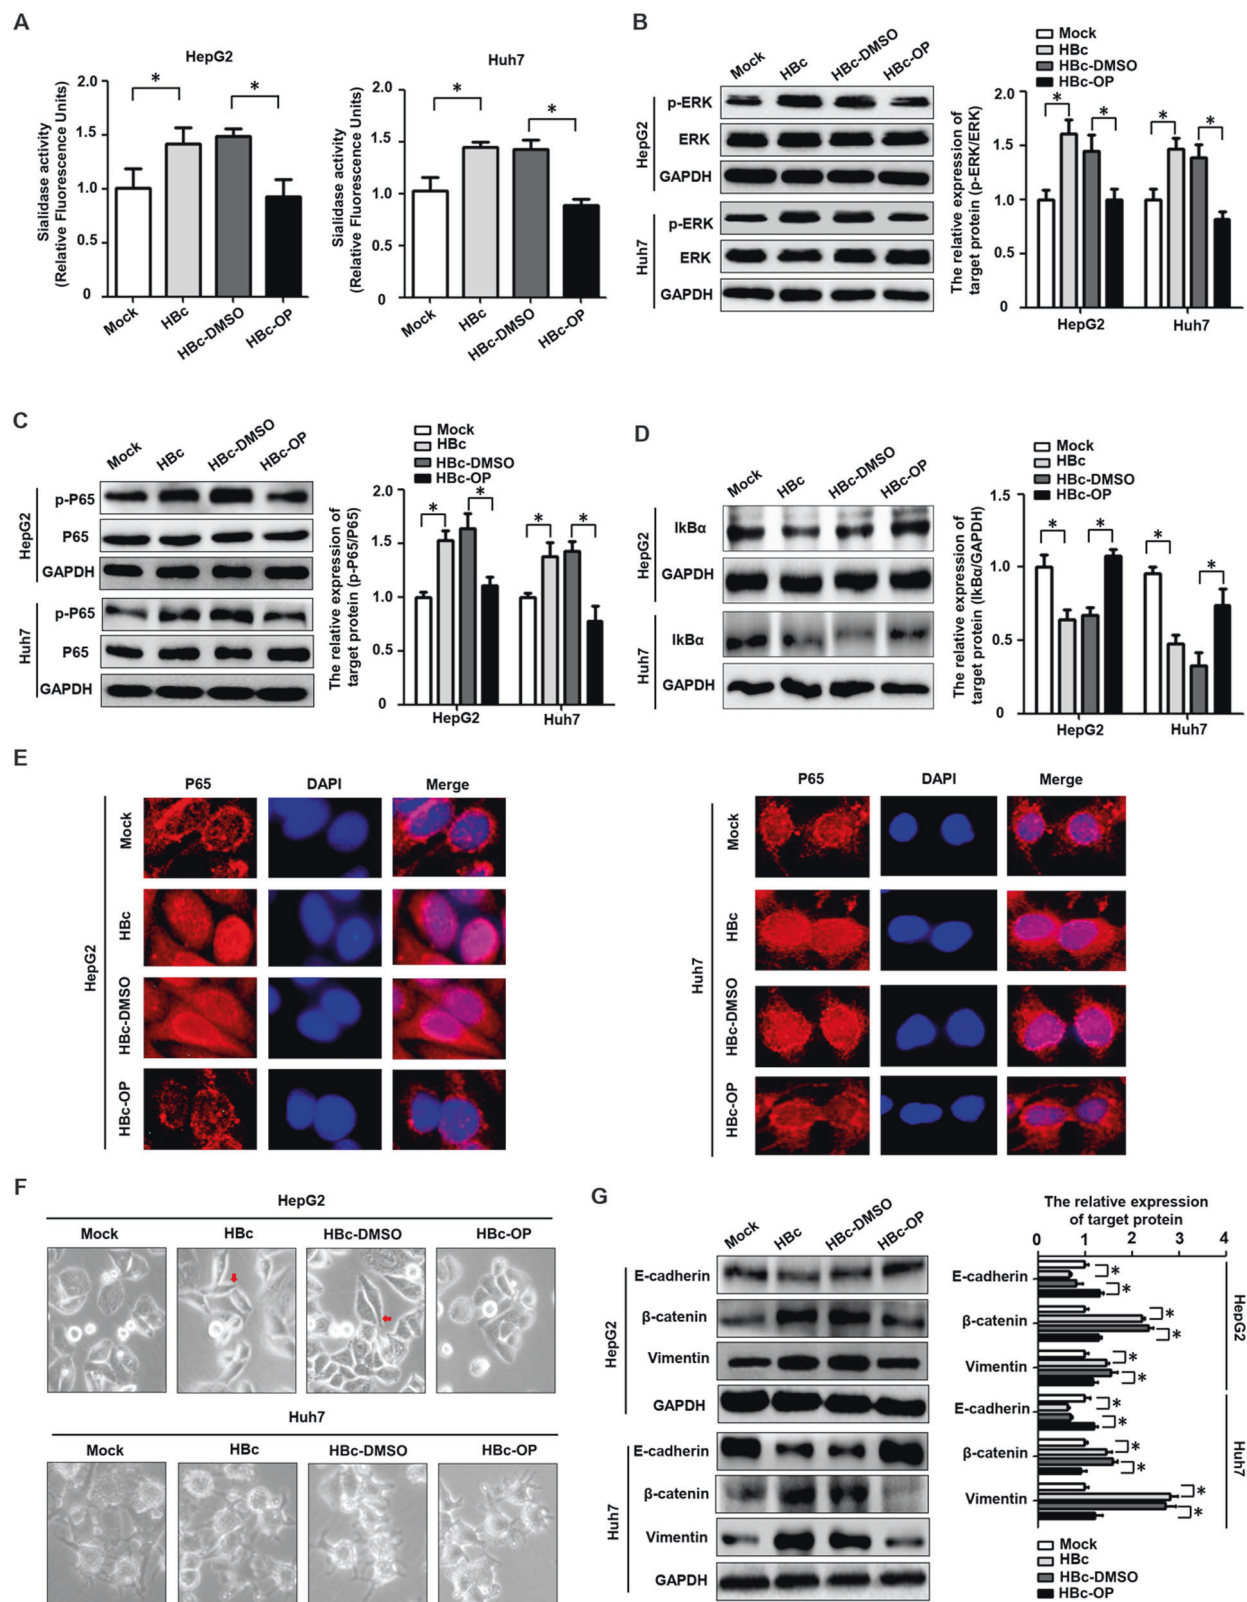 A
HepG2
Sialidase activity
(Relative Fluorescence Units)
2.0
1.5
1.0
0.5
0
*
*
Mock
HBc
HBc-DMSO
HBc-OP
Huh7
Sialidase activity
(Relative Fluorescence Units)
2.0
1.5
1.0
0.5
0
*
*
Mock
HBc
HBc-DMSO
HBc-OP
B
Mock
HBc
HBc-DMSO
HBc-OP
HepG2
p-ERK
ERK
GAPDH
Huh7
p-ERK
ERK
GAPDH
Mock
HBc
HBc-DMSO
HBc-OP
The relative expression of
target protein (p-ERK/ERK)
2.0
1.5
1.0
0.5
0
*
*
*
*
HepG2
Huh7
C
Mock
HBc
HBc-DMSO
HBc-OP
HepG2
p-P65
P65
GAPDH
Huh7
p-P65
P65
GAPDH
Mock
HBc
HBc-DMSO
HBc-OP
The relative expression of
target protein (p-P65/P65)
2.0
1.5
1.0
0.5
0
*
*
*
*
HepG2
Huh7
D
Mock
HBc
HBc-DMSO
HBc-OP
HepG2
IkBα
GAPDH
Huh7
IkBα
GAPDH
Mock
HBc
HBc-DMSO
HBc-OP
The relative expression of
target protein (IkBα/GAPDH)
1.5
1.0
0.5
0
*
*
*
*
HepG2
Huh7
E
P65
DAPI
Merge
HepG2
Mock
HBc
HBc-DMSO
HBc-OP
P65
DAPI
Merge
Huh7
Mock
HBc
HBc-DMSO
HBc-OP
F
HepG2
Mock
HBc
HBc-DMSO
HBc-OP
Huh7
Mock
HBc
HBc-DMSO
HBc-OP
G
Mock
HBc
HBc-DMSO
HBc-OP
HepG2
E-cadherin
β-catenin
Vimentin
GAPDH
Huh7
E-cadherin
β-catenin
Vimentin
GAPDH
The relative expression
of target protein
0 1 2 3 4
E-cadherin
*
*
β-catenin
*
*
Vimentin
*
*
HepG2
E-cadherin
*
*
β-catenin
*
*
Vimentin
*
*
Huh7
Mock
HBc
HBc-DMSO
HBc-OP